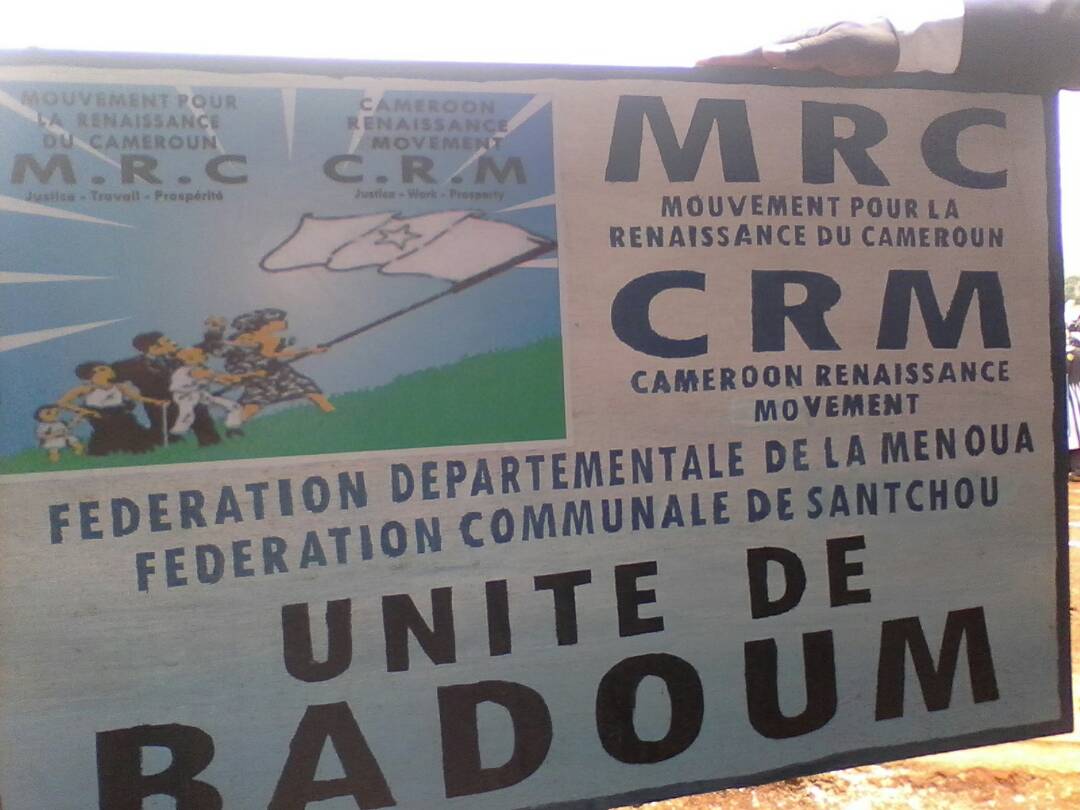 MOUVEMENT POUR
LA RENAISSANCE
DU CAMEROUN
M.R.C
Justice - Travail - Prospérité
CAMEROON
RENAISSANCE
MOVEMENT
C.R.M
Justice - Work - Prosperty
MRC
MOUVEMENT POUR LA
RENAISSANCE DU CAMEROUN
CRM
CAMEROON RENAISSANCE
MOVEMENT
FEDERATION DEPARTEMENTALE DE LA MENOUA
FEDERATION COMMUNALE DE SANTCHOU
UNITE DE
BADOUM